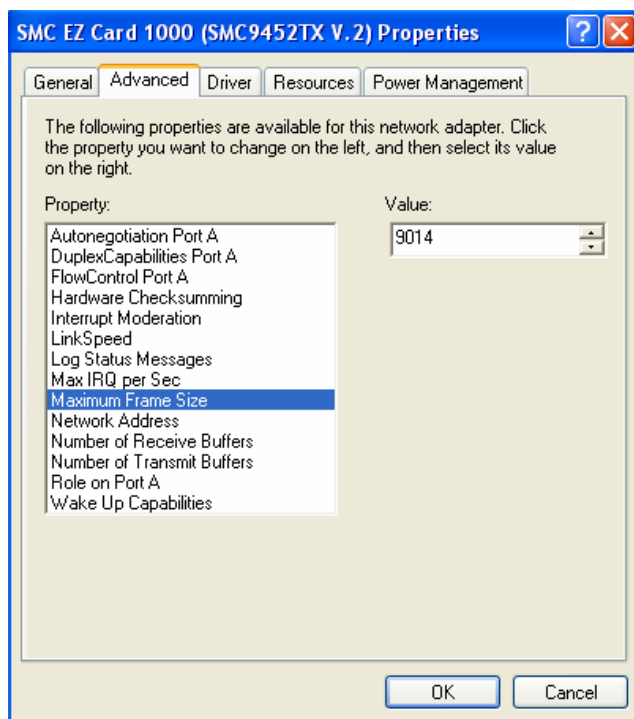 SMC EZ Card 1000 (SMC9452TX V.2) Properties
General Advanced Driver Resources Power Management
The following properties are available for this network adapter. Click
the property you want to change on the left, and then select its value
on the right.
Property: Value:
9014
Autonegotiation Port A
DuplexCapabilities Port A
FlowControl Port A
Hardware Checksumming
Interrupt Moderation
LinkSpeed
Log Status Messages
Max IRQ per Sec
Maximum Frame Size
Network Address
Number of Receive Buffers
Number of Transmit Buffers
Role on Port A
Wake Up Capabilities
OK Cancel